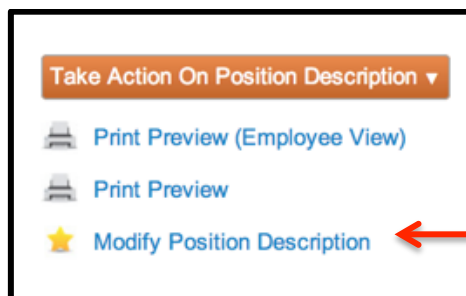 Take Action On Position Description ▼
Print Preview (Employee View)
Print Preview
Modify Position Description